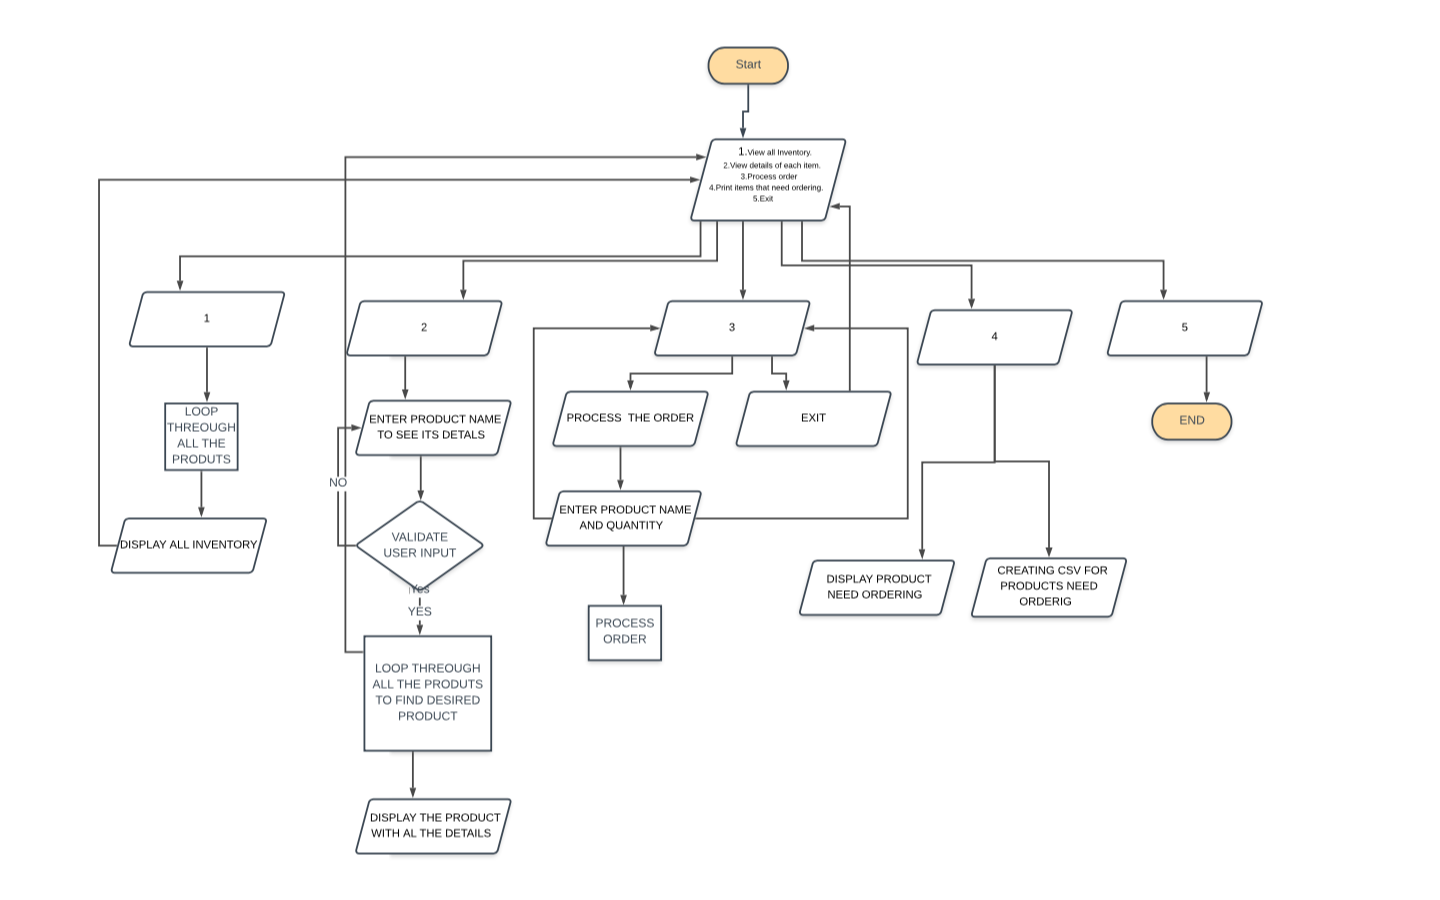 Start
1.View all Inventory.
2.View details of each item.
3.Process order
4.Print items that need ordering.
5.Exit
1
2
3
4
5
LOOP
THREOUGH
ALL THE
PRODUTS
ENTER PRODUCT NAME
TO SEE ITS DETALS
PROCESS THE ORDER
EXIT
END
NO
ENTER PRODUCT NAME
AND QUANTITY
DISPLAY ALL INVENTORY
VALIDATE
USER INPUT
Yes
YES
DISPLAY PRODUCT
NEED ORDERING
CREATING CSV FOR
PRODUCTS NEED
ORDERIG
PROCESS
ORDER
LOOP THREOUGH
ALL THE PRODUTS
TO FIND DESIRED
PRODUCT
DISPLAY THE PRODUCT
WITH AL THE DETAILS